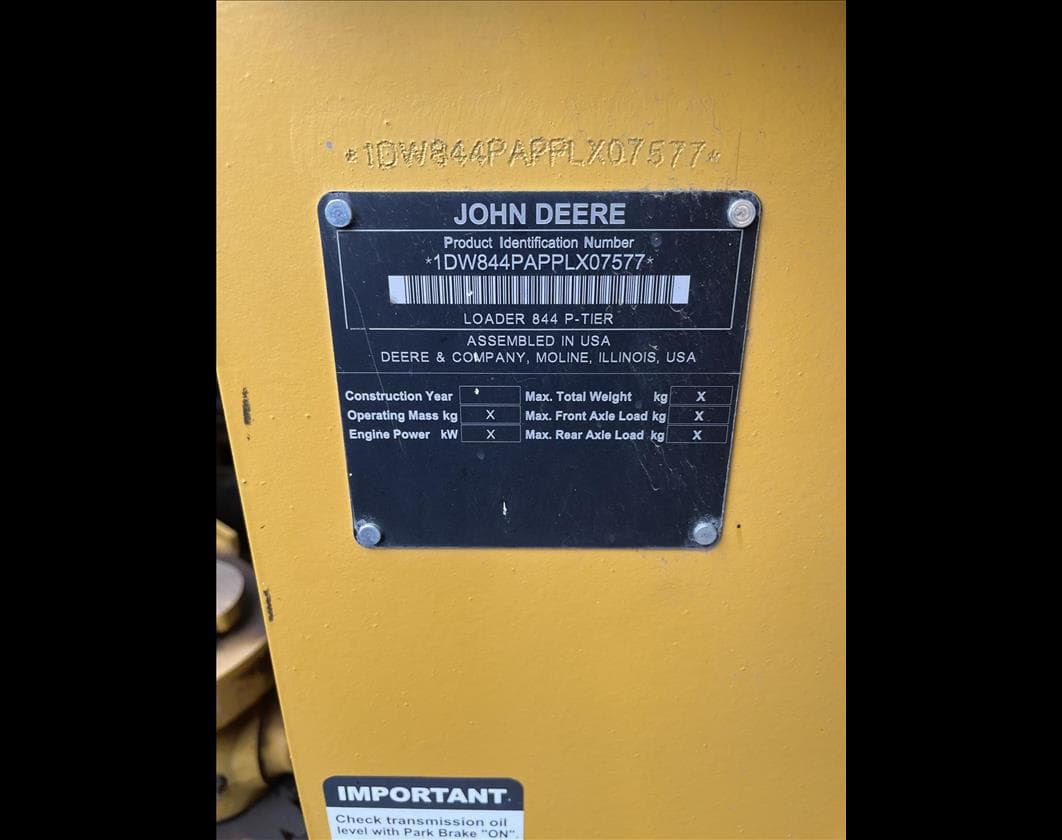 *1DW844PAPPLX07577*
JOHN DEERE
Product Identification Number
*1DW844PAPPLX07577*
LOADER 844 P-TIER
ASSEMBLED IN USA
DEERE & COMPANY, MOLINE, ILLINOIS, USA
Construction Year Max. Total Weight kg X
Operating Mass kg X Max. Front Axle Load kg X
Engine Power kW X Max. Rear Axle Load kg X
IMPORTANT
Check transmission oil
level with Park Brake "ON".